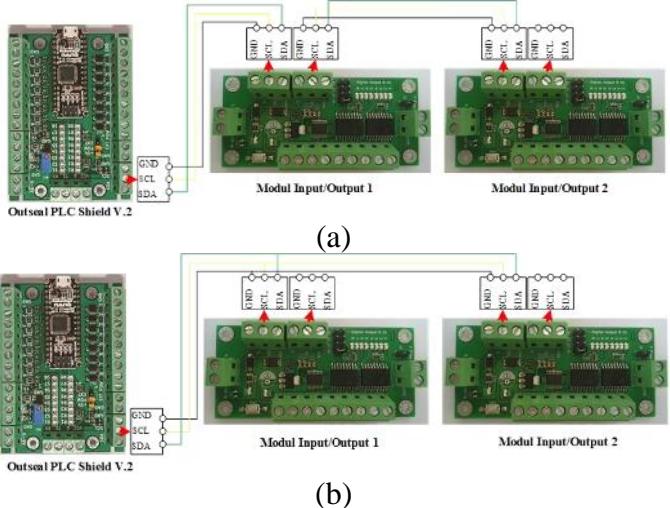 GND SCL SDA GND SCL SDA GND SCL SDA GND SCL SDA
GND
SCL
SDA
Modul Input/Output 1
Modul Input/Output 2
Outseal PLC Shield V.2
(a)
GND SCL SDA GND SCL SDA GND SCL SDA GND SCL SDA
GND
SCL
SDA
Modul Input/Output 1
Modul Input/Output 2
Outseal PLC Shield V.2
(b)